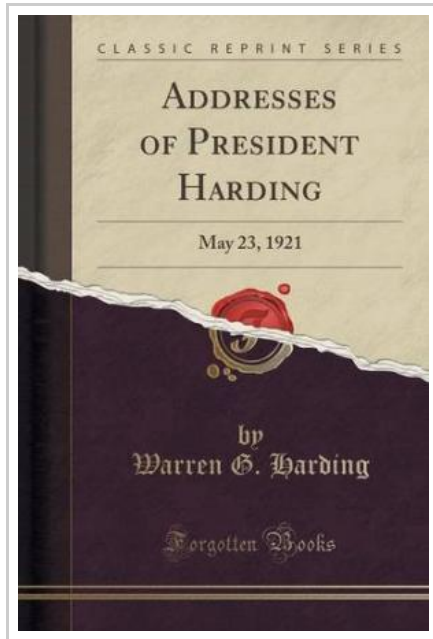 CLASSIC REPRINT SERIES
ADDRESSES
OF PRESIDENT
HARDING
May 23, 1921
F
by
Warren G. Harding
Forgotten Books